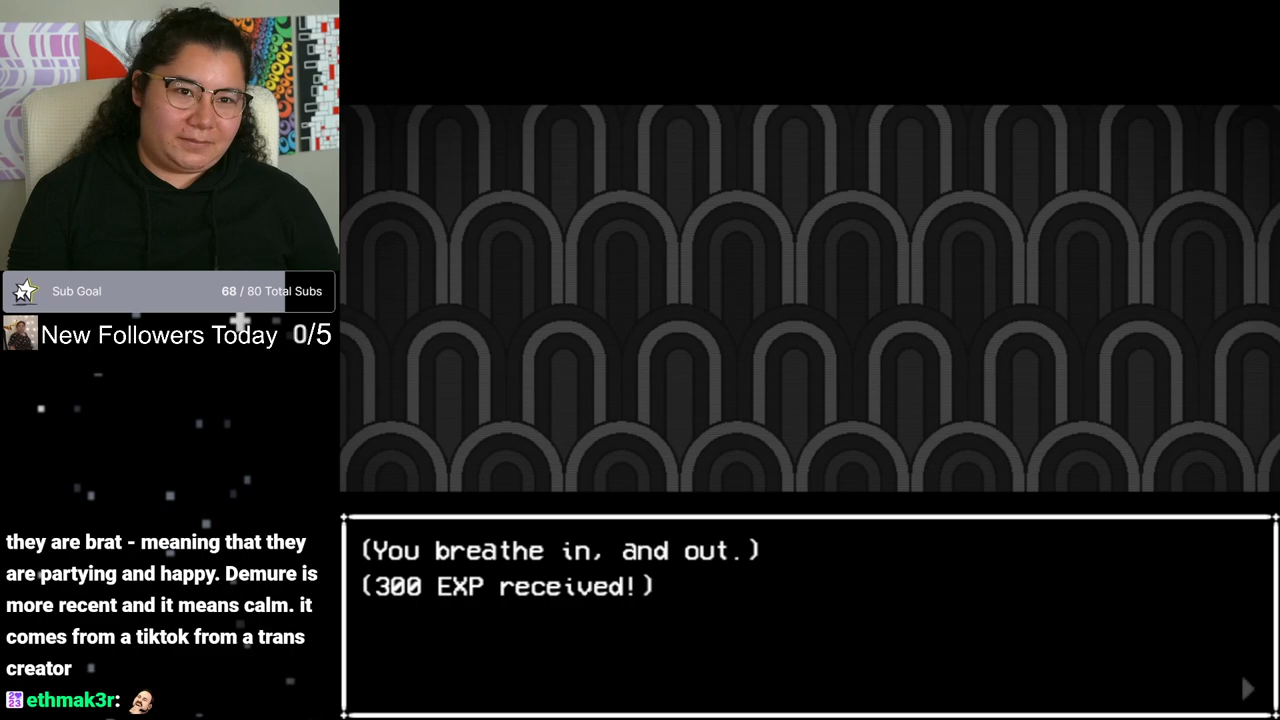 Sub Goal 68 / 80 Total Subs
New Followers Today 0/5
they are brat - meaning that they
are partying and happy. Demure is
more recent and it means calm. it
comes from a tiktok from a trans
creator
ethmak3r:
(You breathe in, and out.)
(300 EXP received!)